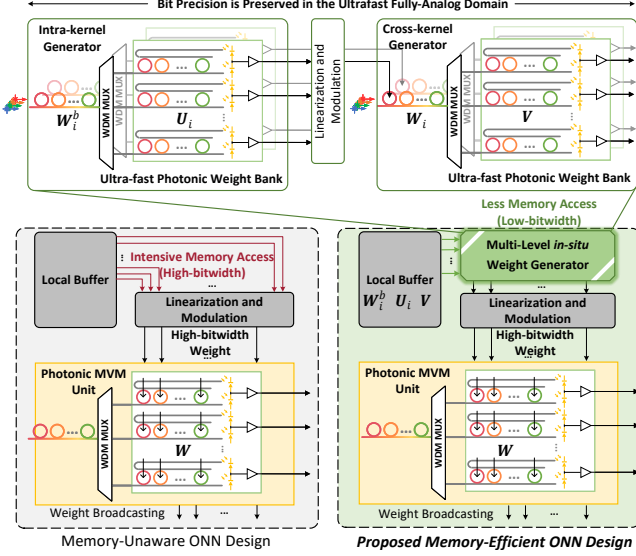 Bit Precision is Preserved in the Ultrafast Fully-Analog Domain
Intra-kernel
Generator
...
WDM MUX
WDM MUX
W_i^b
...
...
...
U_i
Ultra-fast Photonic Weight Bank
Linearization and
Modulation
Cross-kernel
Generator
...
WDM MUX
WDM MUX
W_i
...
...
...
V
Ultra-fast Photonic Weight Bank
Less Memory Access
(Low-bitwidth)
Local Buffer
Intensive Memory Access
(High-bitwidth)
...
Linearization and
Modulation
High-bitwidth
Weight
...
Photonic MVM
Unit
...
WDM MUX
...
...
...
W
Weight Broadcasting
...
Memory-Unaware ONN Design
Local Buffer
W_i^b U_i V
Multi-Level in-situ
Weight Generator
...
Linearization and
Modulation
High-bitwidth
Weight
...
Photonic MVM
Unit
...
WDM MUX
...
...
...
W
Weight Broadcasting
...
Proposed Memory-Efficient ONN Design